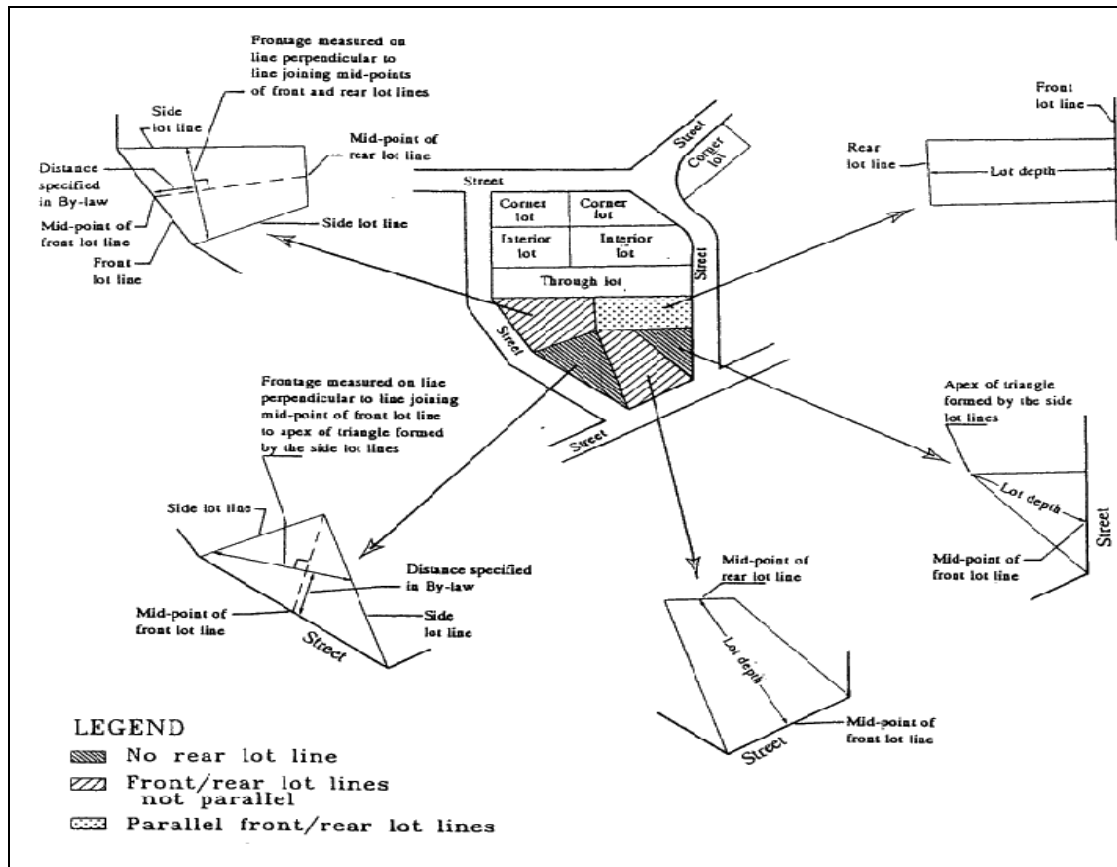 Frontage measured on
line perpendicular to
line joining mid-points
of front and rear lot lines
Side
lot line
Mid-point of
rear lot line
Distance
specified
in By-law
Mid-point of
front lot line
Side lot line
Front
lot line
Street
Street
Corner
lot
Corner
lot
Corner
lot
Interior
lot
Interior
lot
Street
Through lot
Street
Street
Front
lot line
Rear
lot line
Lot depth
Frontage measured on line
perpendicular to line joining
mid-point of front lot line
to apex of triangle formed
by the side lot lines
Side lot line
Distance specified
in By-law
Mid-point of
front lot line
Side
lot line
Street
Apex of triangle
formed by the side
lot lines
Lot depth
Street
Mid-point of
front lot line
Mid-point of
rear lot line
Lot depth
Mid-point of
front lot line
Street
LEGEND
No rear lot line
Front/rear lot lines
not parallel
Parallel front/rear lot lines